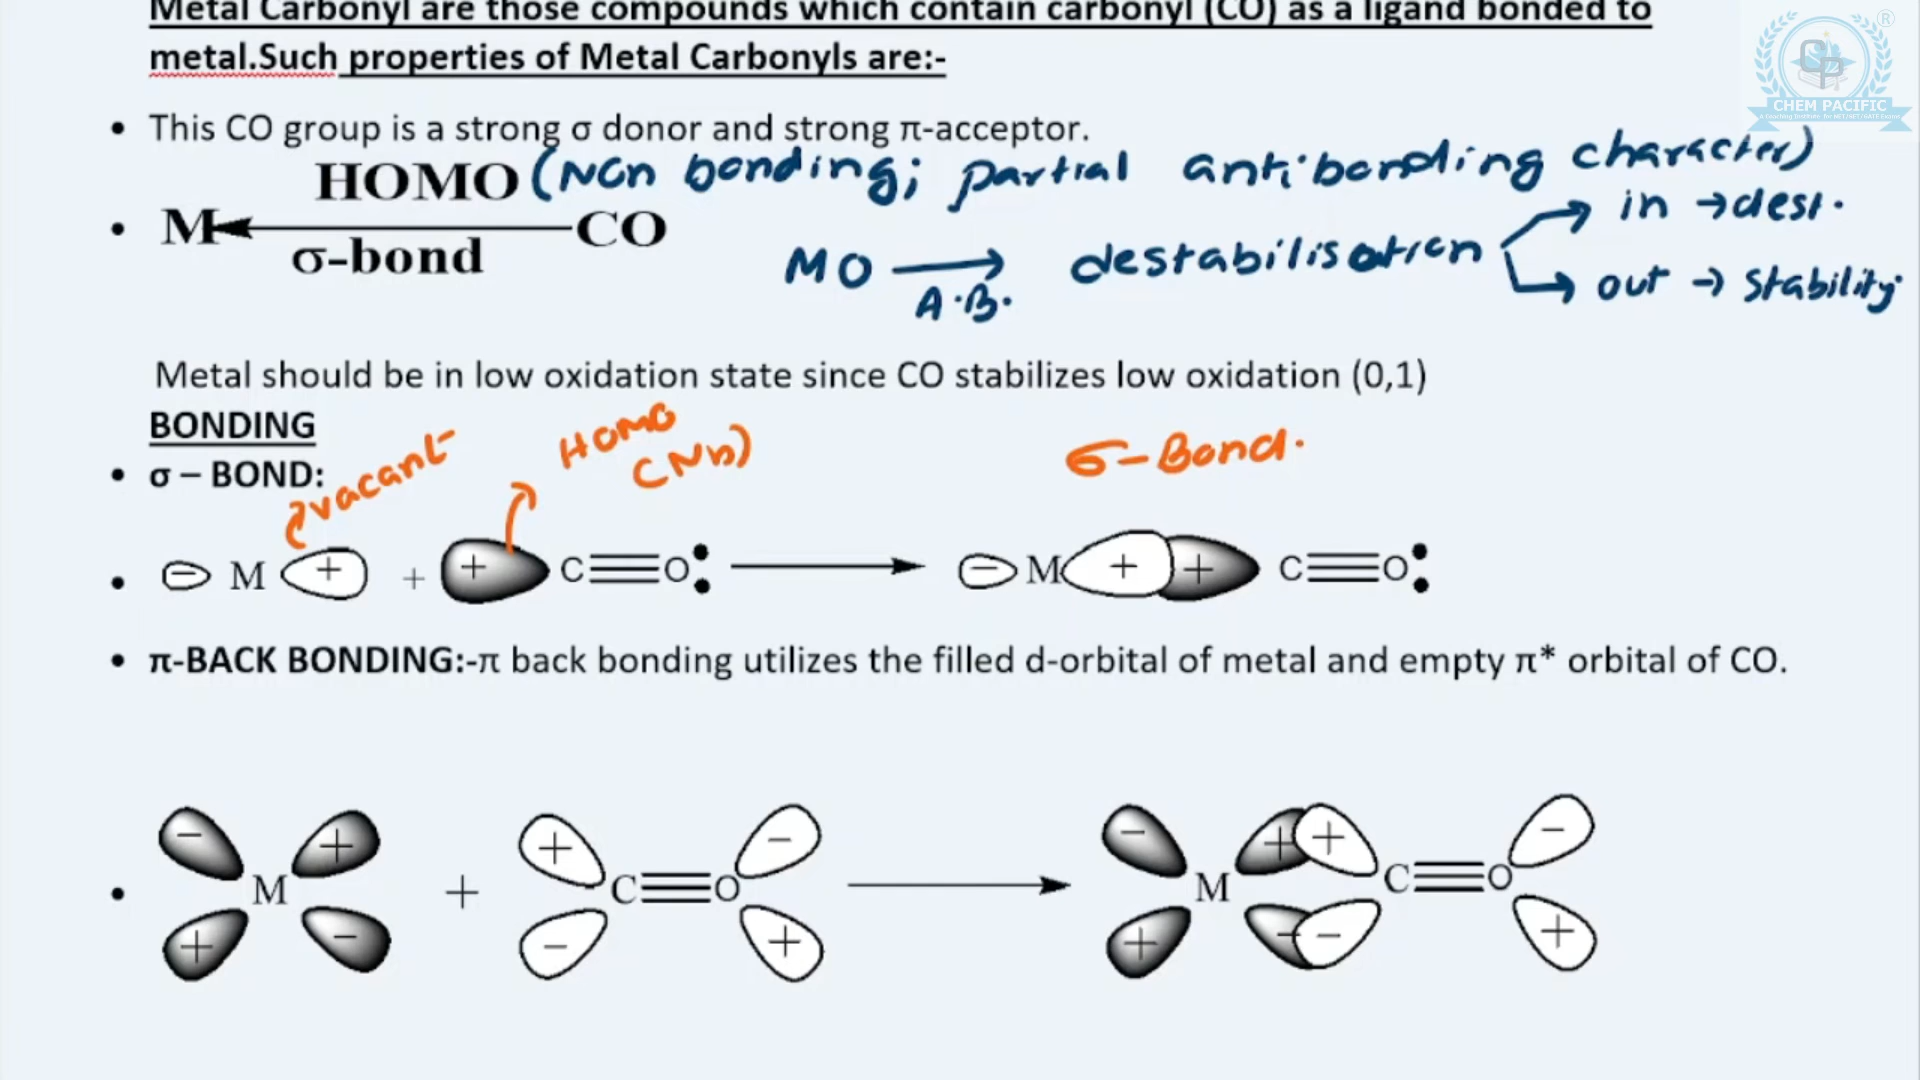 Metal Carbonyl are those compounds which contain carbonyl (CO) as a ligand bonded to
metal.Such properties of Metal Carbonyls are:-
CP
CHEM PACIFIC
®
• This CO group is a strong σ donor and strong π-acceptor.
HOMO (Non bonding; partial antibonding character)
• M CO
σ-bond
MO → destabilisation
A.B.
in → dest.
out → stability
Metal should be in low oxidation state since CO stabilizes low oxidation (0,1)
BONDING
• σ – BOND:
vacant
HOMO
(Nb)
σ-Bond.
• − M + + + C≡O: → − M + + C≡O:
• π-BACK BONDING:-π back bonding utilizes the filled d-orbital of metal and empty π* orbital of CO.
− + + − − + + −
• M + C≡O → M C≡O
+ − − + + − − +